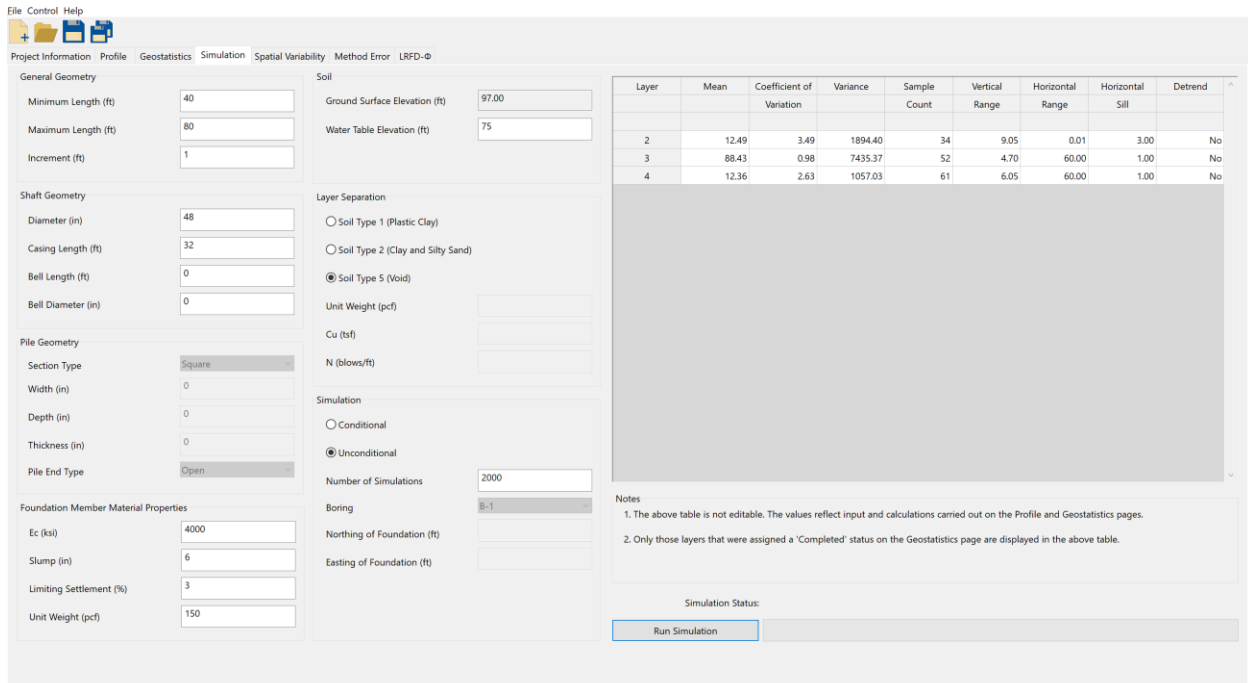 File Control Help
Project Information Profile Geostatistics Simulation Spatial Variability Method Error LRFD-Φ
General Geometry
Minimum Length (ft) 40
Maximum Length (ft) 80
Increment (ft) 1
Shaft Geometry
Diameter (in) 48
Casing Length (ft) 32
Bell Length (ft) 0
Bell Diameter (in) 0
Pile Geometry
Section Type Square
Width (in) 0
Depth (in) 0
Thickness (in) 0
Pile End Type Open
Foundation Member Material Properties
Ec (ksi) 4000
Slump (in) 6
Limiting Settlement (%) 3
Unit Weight (pcf) 150
Soil
Ground Surface Elevation (ft) 97.00
Water Table Elevation (ft) 75
Layer Separation
Soil Type 1 (Plastic Clay)
Soil Type 2 (Clay and Silty Sand)
Soil Type 5 (Void)
Unit Weight (pcf)
Cu (tsf)
N (blows/ft)
Simulation
Conditional
Unconditional
Number of Simulations 2000
Boring B-1
Northing of Foundation (ft)
Easting of Foundation (ft)
Layer Mean Coefficient of Variance Sample Vertical Horizontal Horizontal Detrend
Variation Count Range Range Sill
2 12.49 3.49 1894.40 34 9.05 0.01 3.00 No
3 88.43 0.98 7435.37 52 4.70 60.00 1.00 No
4 12.36 2.63 1057.03 61 6.05 60.00 1.00 No
Notes
1. The above table is not editable. The values reflect input and calculations carried out on the Profile and Geostatistics pages.
2. Only those layers that were assigned a 'Completed' status on the Geostatistics page are displayed in the above table.
Simulation Status:
Run Simulation